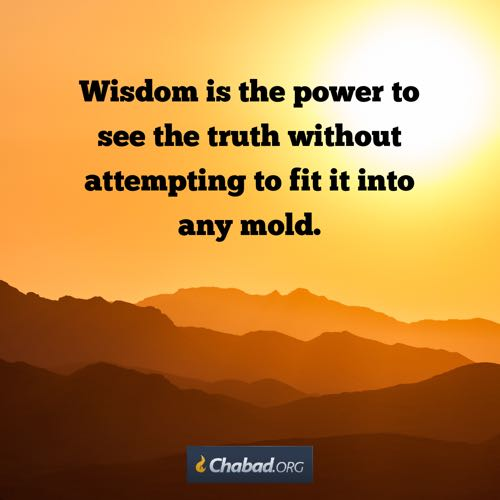 Wisdom is the power to
see the truth without
attempting to fit it into
any mold.
Chabad.ORG